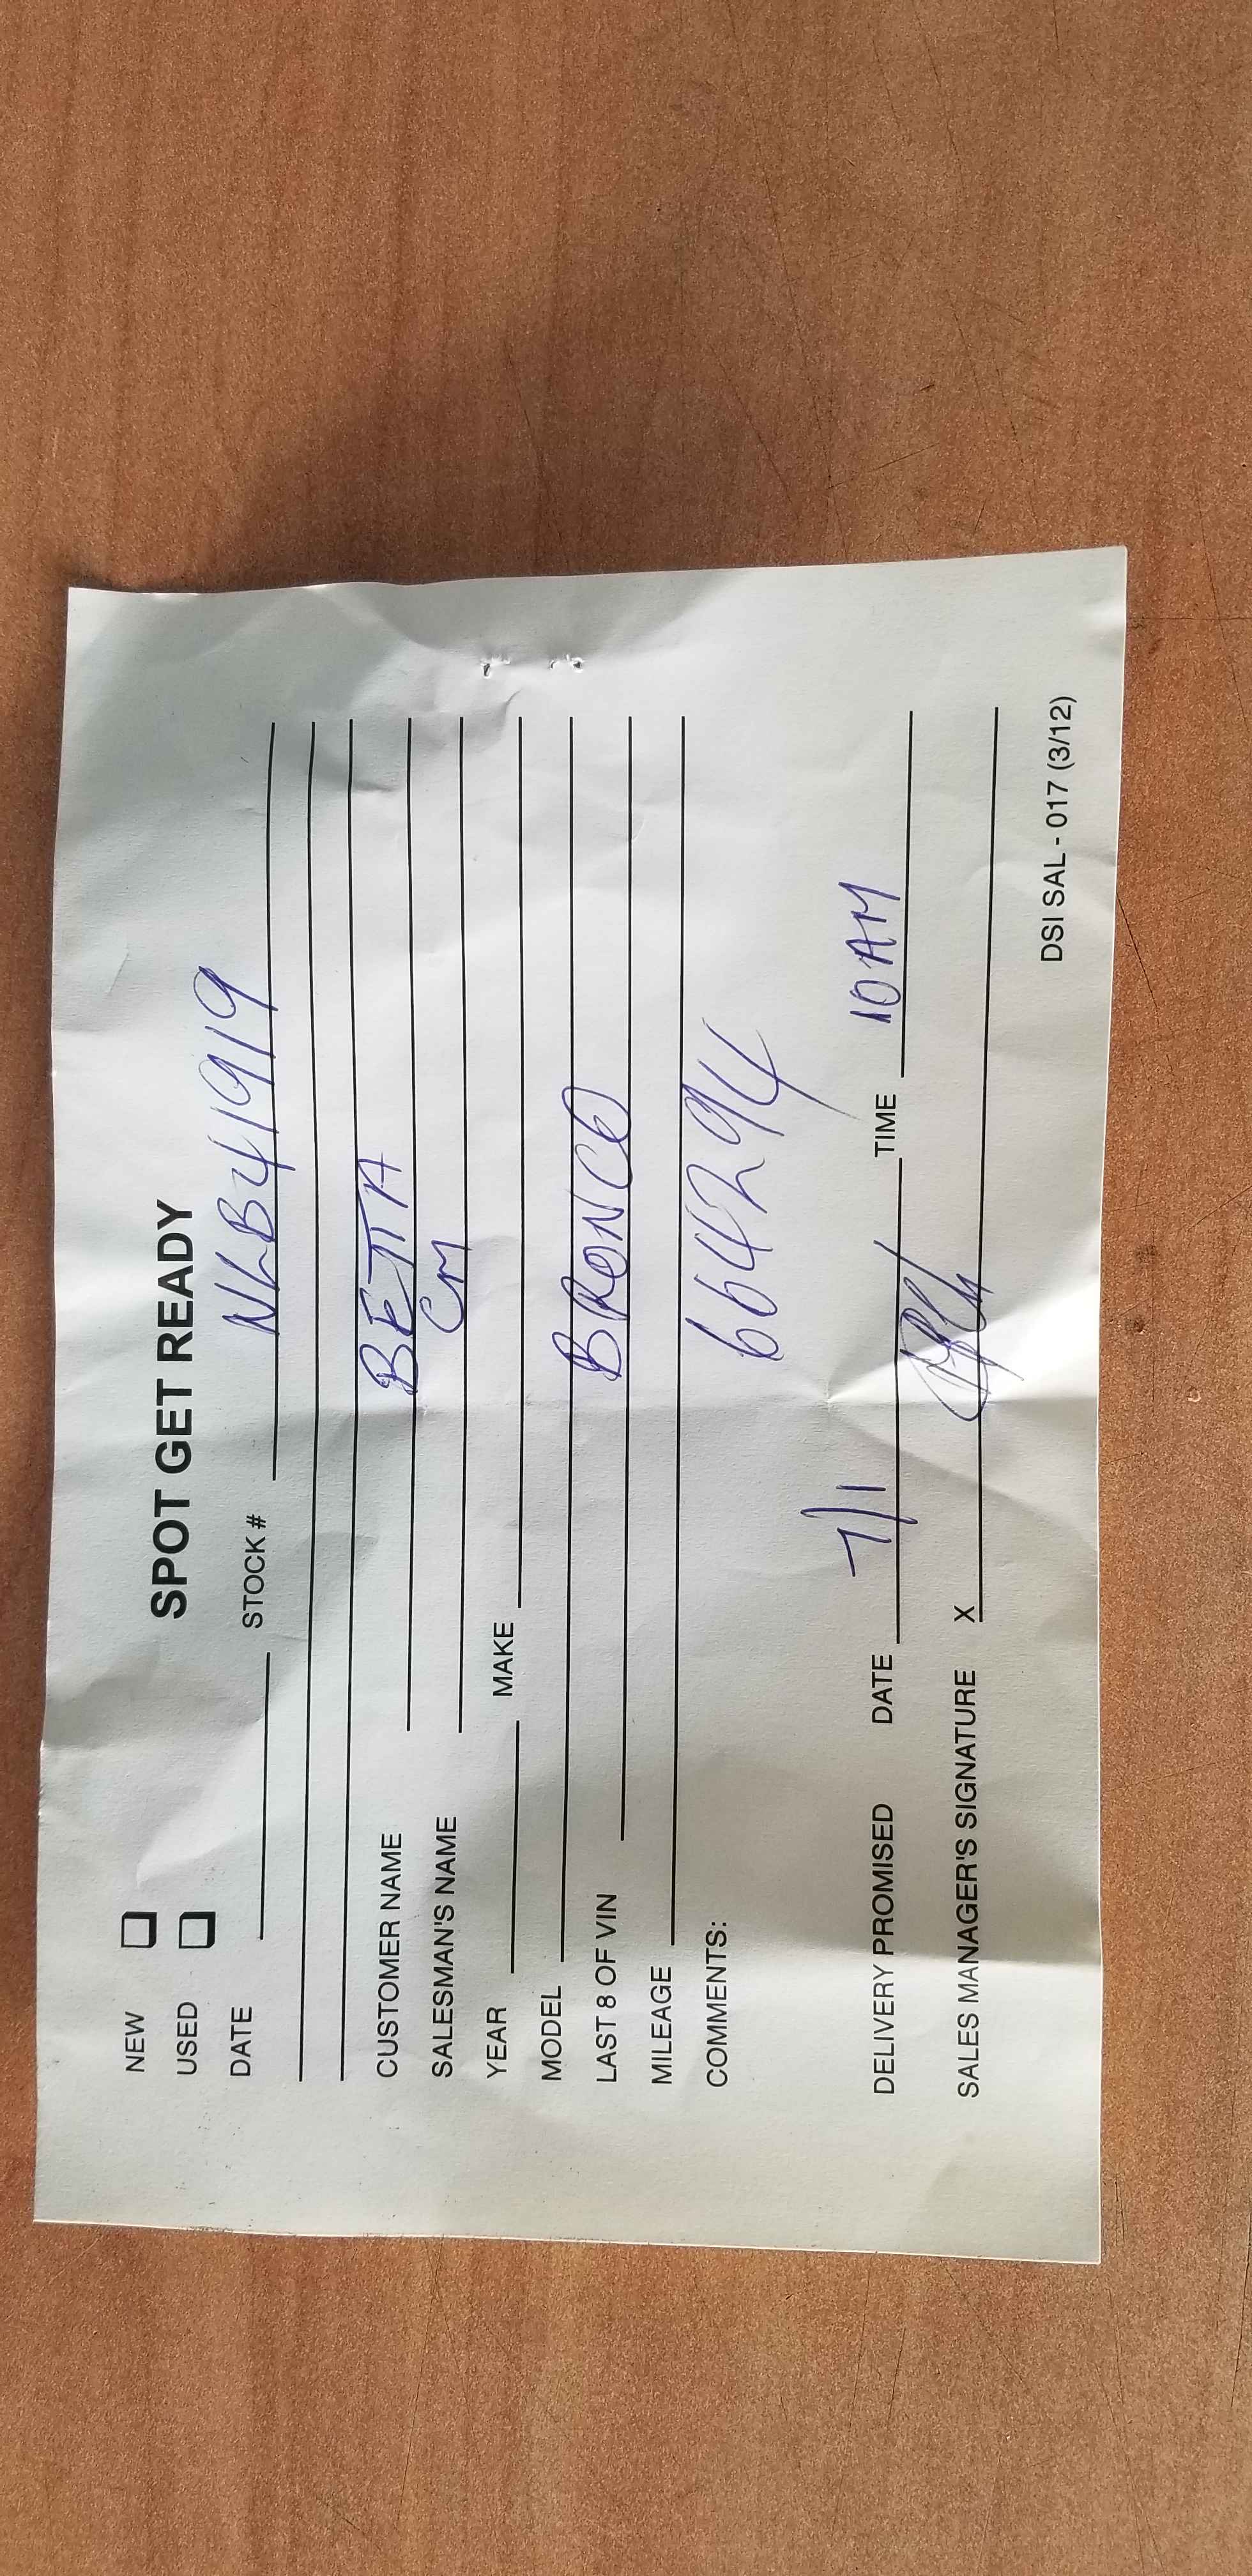 NEW
SPOT GET READY
USED
DATE STOCK # NLB41919
CUSTOMER NAME BETTA
SALESMAN'S NAME CM
YEAR MAKE
MODEL BRONCO
LAST 8 OF VIN
MILEAGE
COMMENTS: 664294
DELIVERY PROMISED DATE 7/1 TIME 10 AM
SALES MANAGER'S SIGNATURE X
DSI SAL - 017 (3/12)